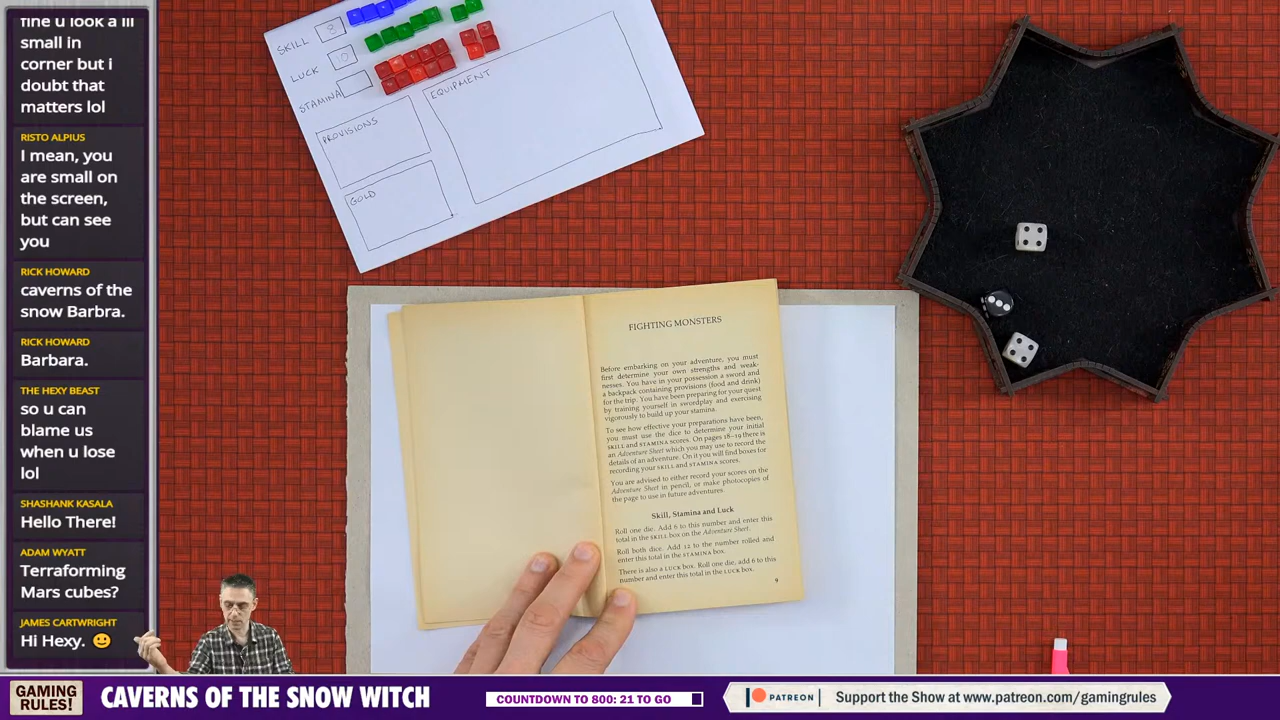 fine u look a lil
small in
corner but i
doubt that
matters lol
RISTO ALPIUS
I mean, you
are small on
the screen,
but can see
you
RICK HOWARD
caverns of the
snow Barbra.
RICK HOWARD
Barbara.
THE HEXY BEAST
so u can
blame us
when u lose
lol
SHASHANK KASALA
Hello There!
ADAM WYATT
Terraforming
Mars cubes?
JAMES CARTWRIGHT
Hi Hexy. 🙂
SKILL 8
LUCK 10
STAMINA
PROVISIONS
EQUIPMENT
GOLD
FIGHTING MONSTERS
Before embarking on your adventure, you must
first determine your own strengths and weak-
nesses. You have in your possession a sword and
a backpack containing provisions (food and drink)
for the trip. You have been preparing for your quest
by training yourself in swordplay and exercising
vigorously to build up your stamina.
To see how effective your preparations have been,
you must use the dice to determine your initial
SKILL and STAMINA scores. On pages 18–19 there is
an Adventure Sheet which you may use to record the
details of an adventure. On it you will find boxes for
recording your SKILL and STAMINA scores.
You are advised to either record your scores on the
Adventure Sheet in pencil, or make photocopies of
the page to use in future adventures.
Skill, Stamina and Luck
Roll one die. Add 6 to this number and enter this
total in the SKILL box on the Adventure Sheet.
Roll both dice. Add 12 to the number rolled and
enter this total in the STAMINA box.
There is also a LUCK box. Roll one die, add 6 to this
number and enter this total in the LUCK box.
9
GAMING
RULES!
CAVERNS OF THE SNOW WITCH
COUNTDOWN TO 800: 21 TO GO
PATREON
Support the Show at www.patreon.com/gamingrules